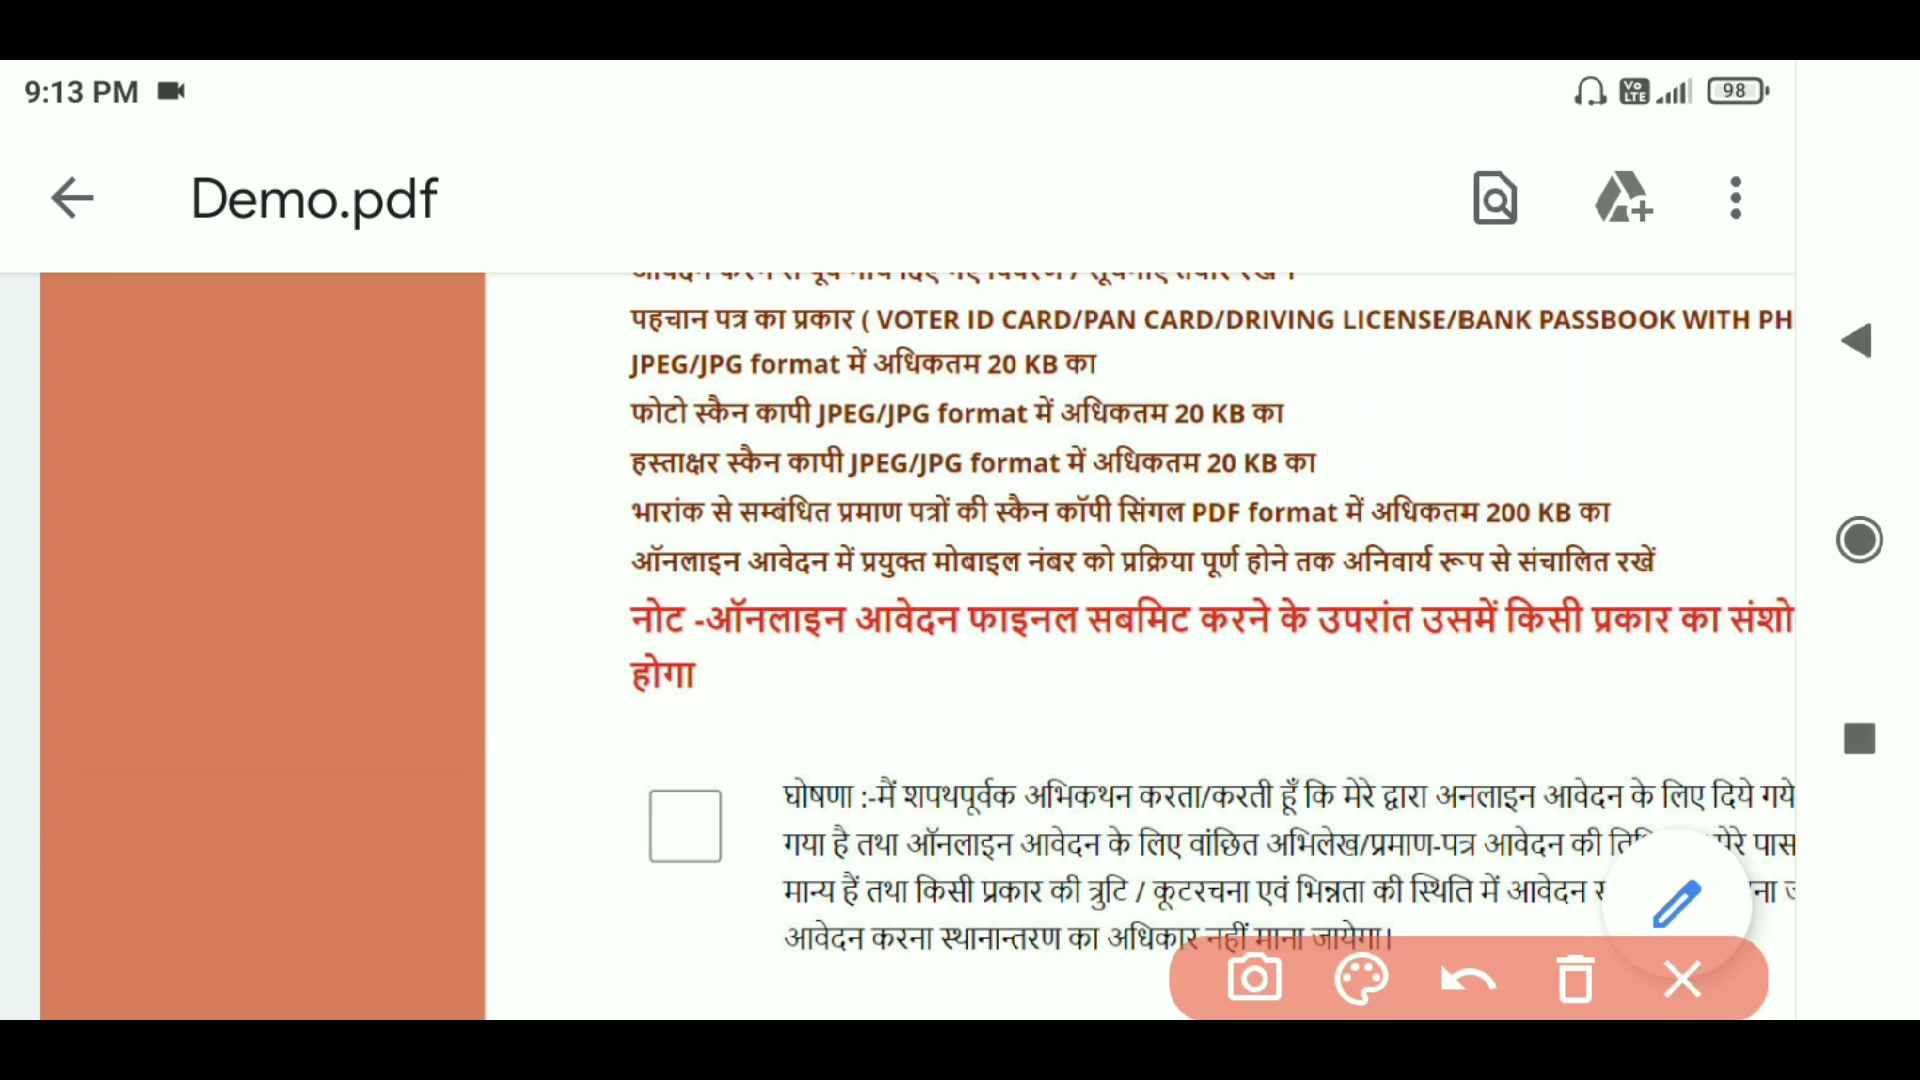 9:13 PM
Vo LTE
98
Demo.pdf
पहचान पत्र का प्रकार ( VOTER ID CARD/PAN CARD/DRIVING LICENSE/BANK PASSBOOK WITH PH
JPEG/JPG format में अधिकतम 20 KB का
फोटो स्कैन कापी JPEG/JPG format में अधिकतम 20 KB का
हस्ताक्षर स्कैन कापी JPEG/JPG format में अधिकतम 20 KB का
भारांक से सम्बंधित प्रमाण पत्रों की स्कैन कॉपी सिंगल PDF format में अधिकतम 200 KB का
ऑनलाइन आवेदन में प्रयुक्त मोबाइल नंबर को प्रक्रिया पूर्ण होने तक अनिवार्य रूप से संचालित रखें
नोट -ऑनलाइन आवेदन फाइनल सबमिट करने के उपरांत उसमें किसी प्रकार का संशो
होगा
घोषणा :-मैं शपथपूर्वक अभिकथन करता/करती हूँ कि मेरे द्वारा अनलाइन आवेदन के लिए दिये गये
गया है तथा ऑनलाइन आवेदन के लिए वांछित अभिलेख/प्रमाण-पत्र आवेदन की पास
मान्य हैं तथा किसी प्रकार की त्रुटि / कूटरचना एवं भिन्नता की स्थिति में आवेदन
आवेदन करना स्थानान्तरण का अधिकार नहीं माना जायेगा।